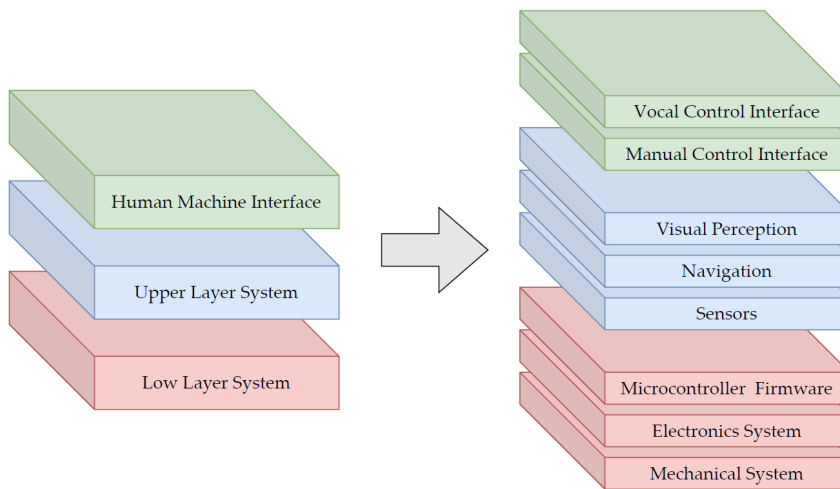 Human Machine Interface
Upper Layer System
Low Layer System
Vocal Control Interface
Manual Control Interface
Visual Perception
Navigation
Sensors
Microcontroller Firmware
Electronics System
Mechanical System